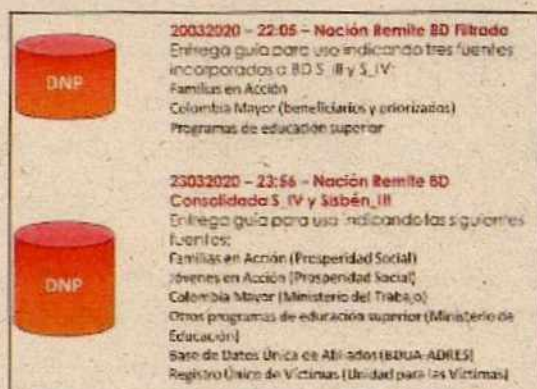 DNP
20032020 – 22:05 – Nación Remite BD Filtrada
Entrega guía para uso indicando tres fuentes
incorporadas a BD S_III y S_IV:
Familias en Acción
Colombia Mayor (beneficiarios y priorizados)
Programas de educación superior
DNP
23032020 – 23:56 – Nación Remite BD
Consolidada S_IV y Sisbén_III
Entrega guía para uso indicando las siguientes
fuentes:
Familias en Acción (Prosperidad Social)
Jóvenes en Acción (Prosperidad Social)
Colombia Mayor (Ministerio del Trabajo)
Otros programas de educación superior (Ministerio de
Educación)
Base de Datos Única de Afiliados (BDUA-ADRES)
Registro Único de Víctimas (Unidad para las Víctimas)